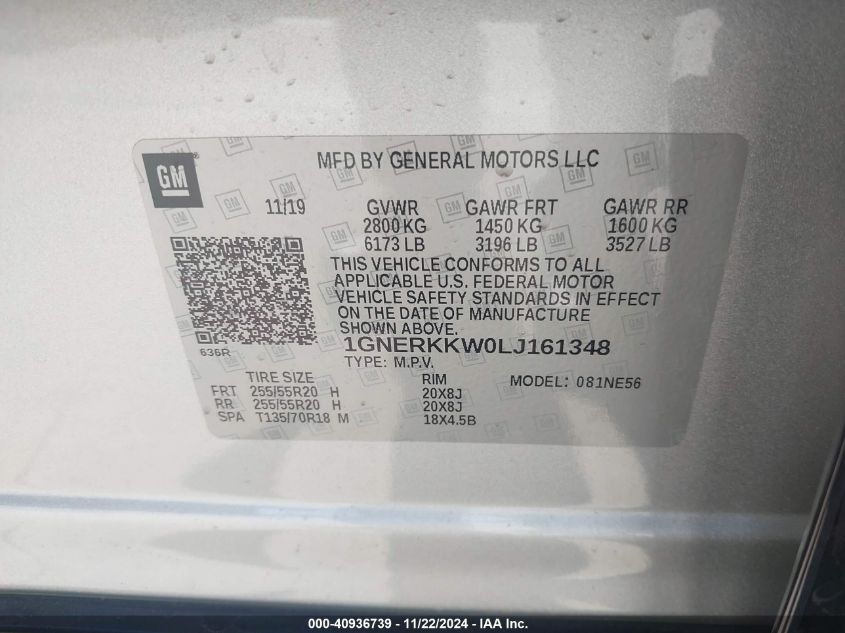 GM ®
MFD BY GENERAL MOTORS LLC
11/19 GVWR GAWR FRT GAWR RR
2800 KG 1450 KG 1600 KG
6173 LB 3196 LB 3527 LB
THIS VEHICLE CONFORMS TO ALL
APPLICABLE U.S. FEDERAL MOTOR
VEHICLE SAFETY STANDARDS IN EFFECT
ON THE DATE OF MANUFACTURE
SHOWN ABOVE.
636R
1GNERKKW0LJ161348
TYPE: M.P.V.
TIRE SIZE RIM MODEL: 081NE56
FRT 255/55R20 H 20X8J
RR 255/55R20 H 20X8J
SPA T135/70R18 M 18X4.5B
000-40936739 - 11/22/2024 - IAA Inc.